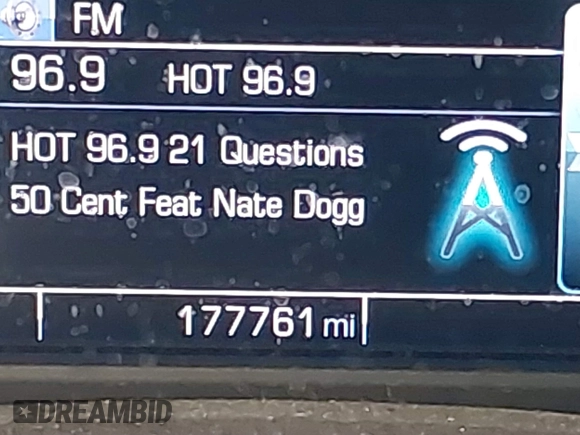 FM
96.9 HOT 96.9
HOT 96.9 21 Questions
50 Cent Feat Nate Dogg
177761 mi
DREAMBID